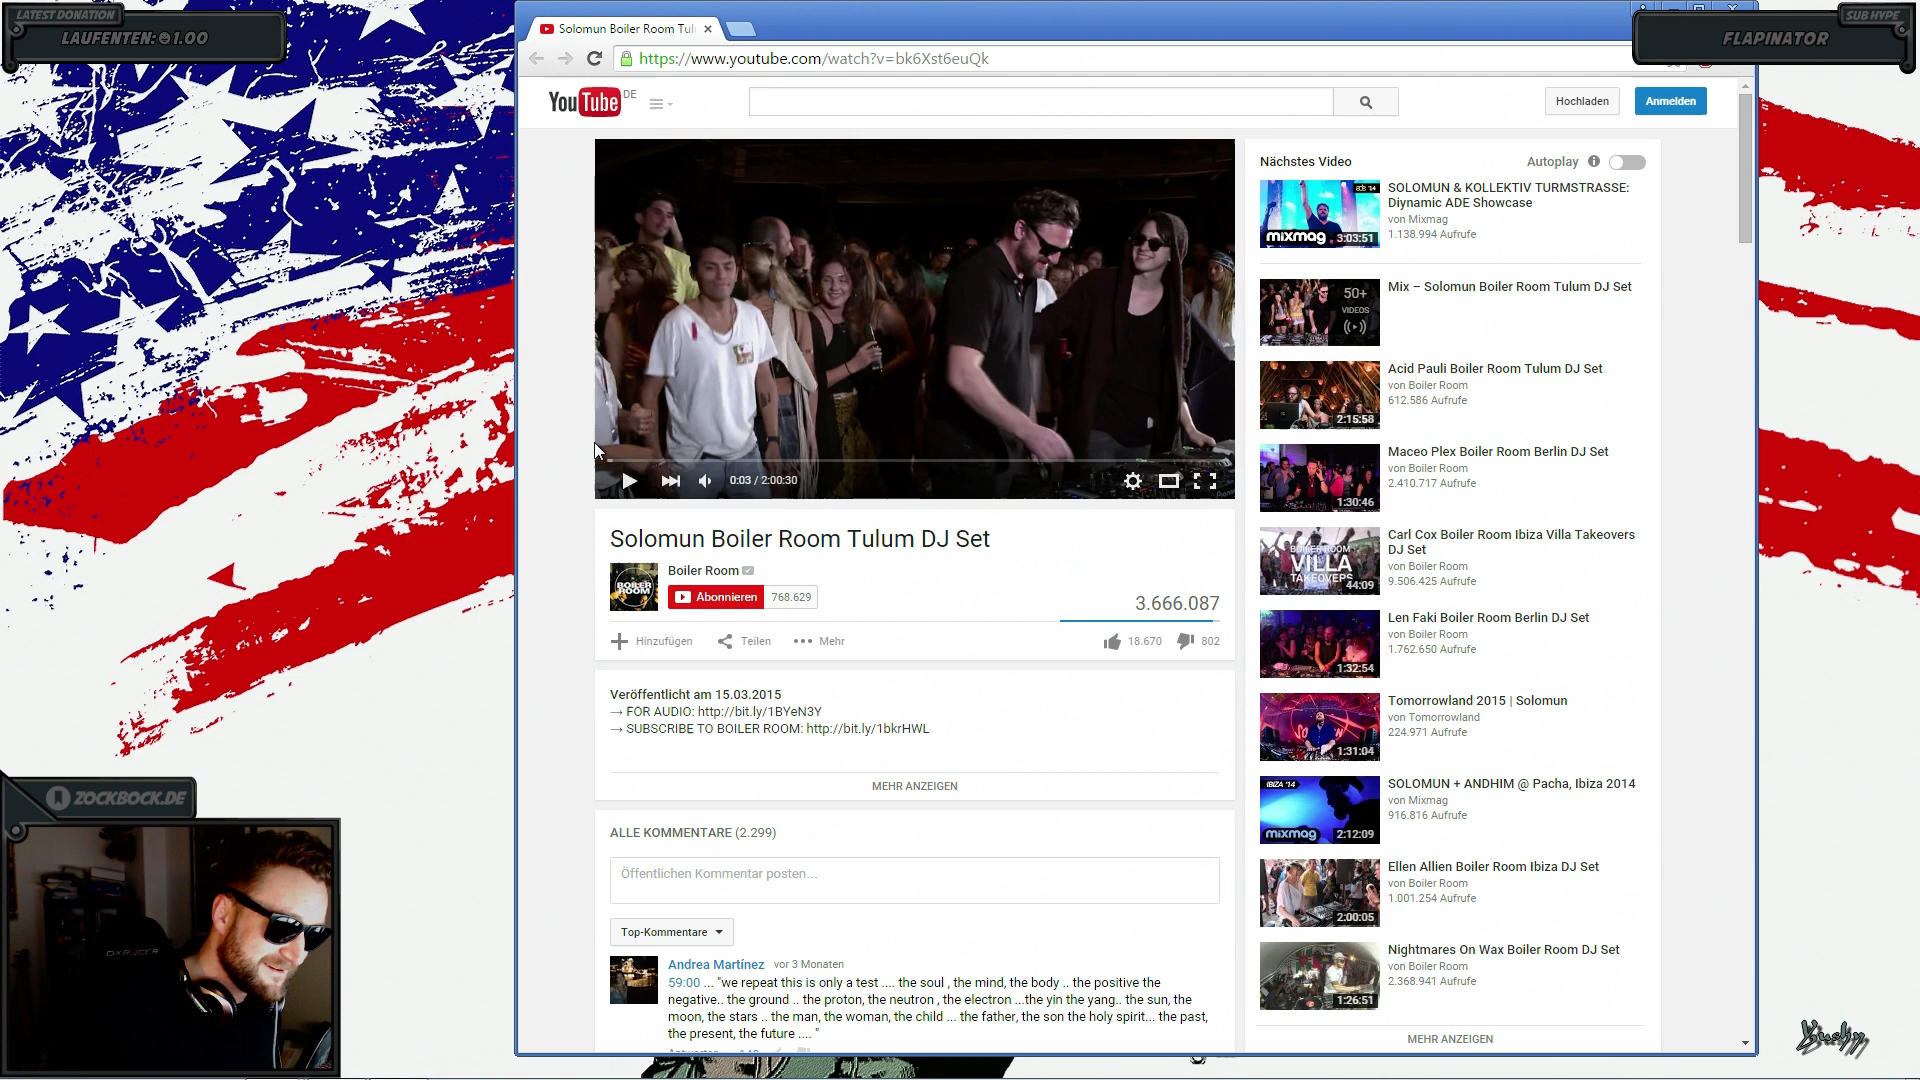 LATEST DONATION
LAUFENTEN: 1.00
SUB HYPE
FLAPINATOR
Solomun Boiler Room Tul
https://www.youtube.com/watch?v=bk6Xst6euQk
YouTube DE
Hochladen
Anmelden
0:03 / 2:00:30
Solomun Boiler Room Tulum DJ Set
BOILER ROOM
Boiler Room
Abonnieren 768.629
3.666.087
Hinzufügen Teilen Mehr 18.670 802
Veröffentlicht am 15.03.2015
→ FOR AUDIO: http://bit.ly/1BYeN3Y
→ SUBSCRIBE TO BOILER ROOM: http://bit.ly/1bkrHWL
MEHR ANZEIGEN
ALLE KOMMENTARE (2.299)
Öffentlichen Kommentar posten...
Top-Kommentare
Andrea Martínez vor 3 Monaten
59:00 ... "we repeat this is only a test .... the soul , the mind, the body .. the positive the
negative.. the ground .. the proton, the neutron , the electron ...the yin the yang.. the sun, the
moon, the stars .. the man, the woman, the child ... the father, the son the holy spirit... the past,
the present, the future .... "
Nächstes Video Autoplay
SOLOMUN & KOLLEKTIV TURMSTRASSE:
Diynamic ADE Showcase
von Mixmag
1.138.994 Aufrufe
mixmag 3:03:51
Mix – Solomun Boiler Room Tulum DJ Set
50+
VIDEOS
Acid Pauli Boiler Room Tulum DJ Set
von Boiler Room
612.586 Aufrufe
2:15:58
Maceo Plex Boiler Room Berlin DJ Set
von Boiler Room
2.410.717 Aufrufe
1:30:46
Carl Cox Boiler Room Ibiza Villa Takeovers
DJ Set
von Boiler Room
9.506.425 Aufrufe
BOILER ROOM
VILLA
TAKEOVERS
44:09
Len Faki Boiler Room Berlin DJ Set
von Boiler Room
1.762.650 Aufrufe
1:32:54
Tomorrowland 2015 | Solomun
von Tomorrowland
224.971 Aufrufe
1:31:04
SOLOMUN + ANDHIM @ Pacha, Ibiza 2014
von Mixmag
916.816 Aufrufe
IBIZA '14
mixmag 2:12:09
Ellen Allien Boiler Room Ibiza DJ Set
von Boiler Room
1.001.254 Aufrufe
2:00:05
Nightmares On Wax Boiler Room DJ Set
von Boiler Room
2.368.941 Aufrufe
1:26:51
MEHR ANZEIGEN
ZOCKBOCK.DE